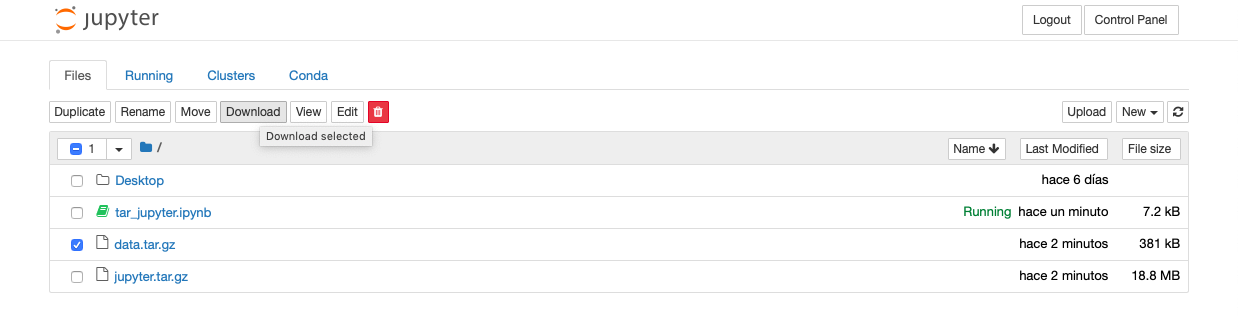 jupyter Logout Control Panel
Files Running Clusters Conda
Duplicate Rename Move Download View Edit Upload New
Download selected
1 / Name Last Modified File size
Desktop hace 6 días
tar_jupyter.ipynb Running hace un minuto 7.2 kB
data.tar.gz hace 2 minutos 381 kB
jupyter.tar.gz hace 2 minutos 18.8 MB